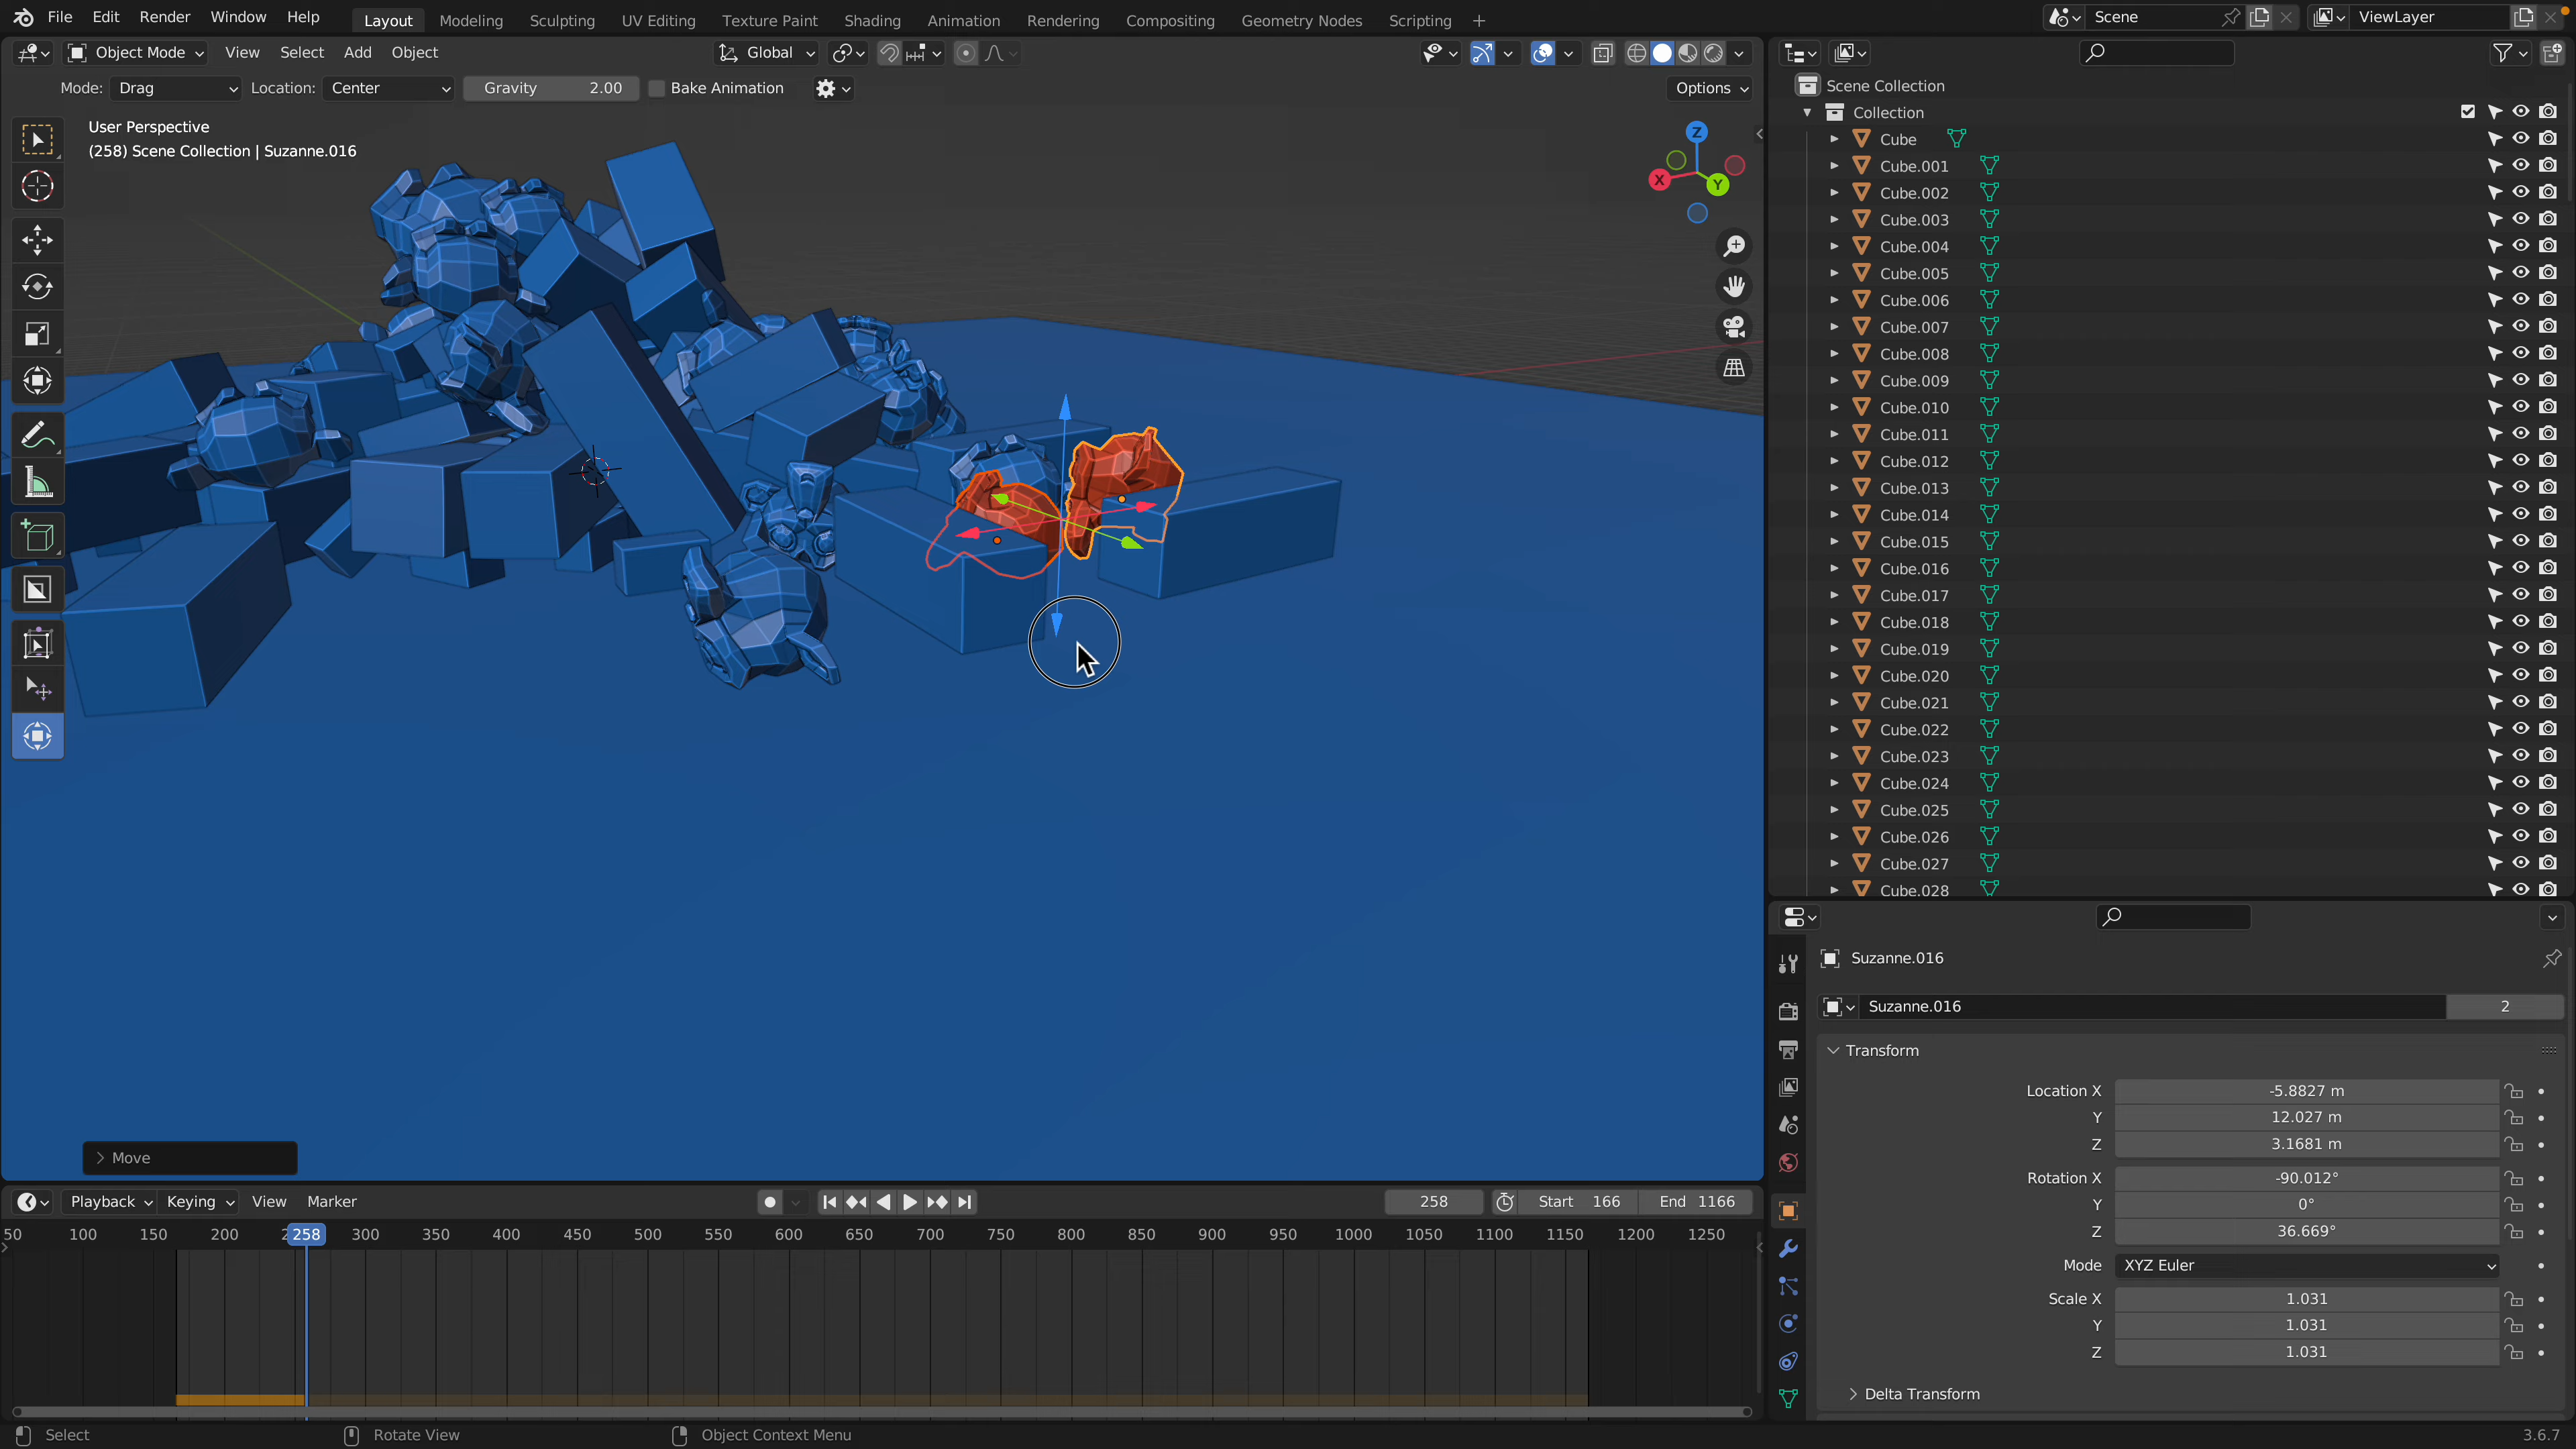 File Edit Render Window Help Layout Modeling Sculpting UV Editing Texture Paint Shading Animation Rendering Compositing Geometry Nodes Scripting + Scene ViewLayer
Object Mode View Select Add Object Global
Mode: Drag Location: Center Gravity 2.00 Bake Animation Options
User Perspective
(258) Scene Collection | Suzanne.016
Z
X
Y
Scene Collection
Collection
Cube
Cube.001
Cube.002
Cube.003
Cube.004
Cube.005
Cube.006
Cube.007
Cube.008
Cube.009
Cube.010
Cube.011
Cube.012
Cube.013
Cube.014
Cube.015
Cube.016
Cube.017
Cube.018
Cube.019
Cube.020
Cube.021
Cube.022
Cube.023
Cube.024
Cube.025
Cube.026
Cube.027
Cube.028
Suzanne.016
Suzanne.016 2
Transform
Location X -5.8827 m
Y 12.027 m
Z 3.1681 m
Rotation X -90.012°
Y 0°
Z 36.669°
Mode XYZ Euler
Scale X 1.031
Y 1.031
Z 1.031
Delta Transform
Move
Playback Keying View Marker 258 Start 166 End 1166
50 100 150 200 258 300 350 400 450 500 550 600 650 700 750 800 850 900 950 1000 1050 1100 1150 1200 1250
Select Rotate View Object Context Menu 3.6.7